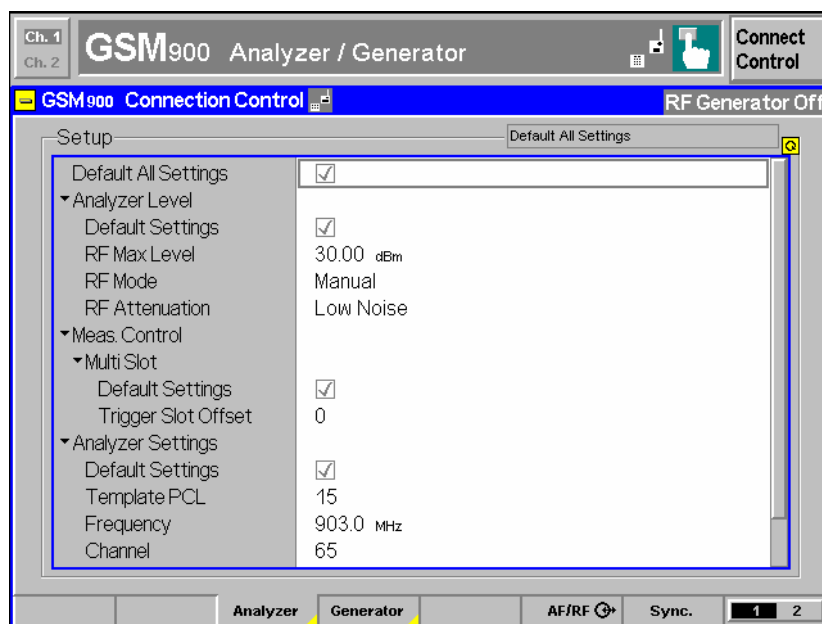 Ch. 1
Ch. 2
GSM900 Analyzer / Generator
Connect
Control
GSM900 Connection Control
RF Generator Off
Setup
Default All Settings
Default All Settings
Analyzer Level
Default Settings
RF Max Level 30.00 dBm
RF Mode Manual
RF Attenuation Low Noise
Meas. Control
Multi Slot
Default Settings
Trigger Slot Offset 0
Analyzer Settings
Default Settings
Template PCL 15
Frequency 903.0 MHz
Channel 65
Analyzer Generator AF/RF Sync. 1 2